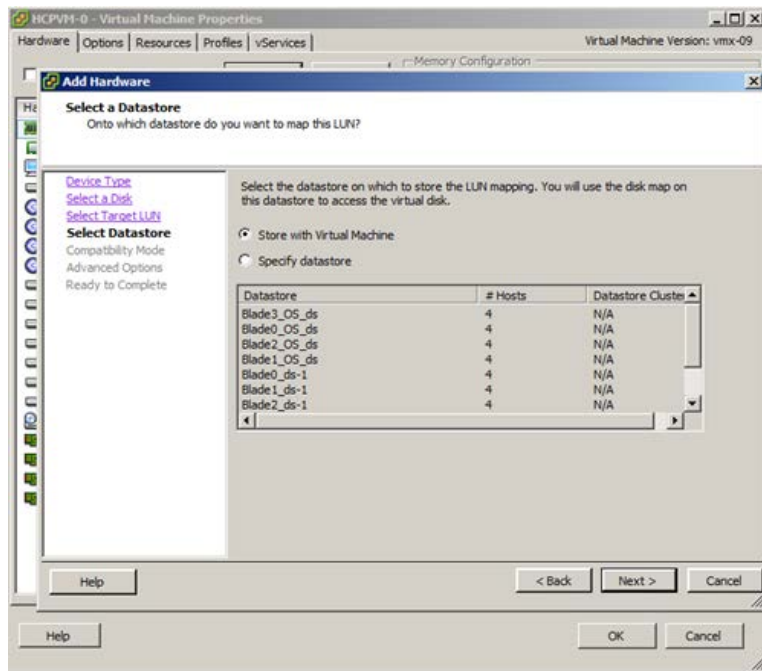 HCPVM-0 - Virtual Machine Properties
Hardware Options Resources Profiles vServices Virtual Machine Version: vmx-09
Memory Configuration
Add Hardware
Select a Datastore
Onto which datastore do you want to map this LUN?
Device Type
Select a Disk
Select Target LUN
Select Datastore
Compatibility Mode
Advanced Options
Ready to Complete
Select the datastore on which to store the LUN mapping. You will use the disk map on
this datastore to access the virtual disk.
Store with Virtual Machine
Specify datastore
Datastore # Hosts Datastore Cluster
Blade3_OS_ds 4 N/A
Blade0_OS_ds 4 N/A
Blade2_OS_ds 4 N/A
Blade1_OS_ds 4 N/A
Blade0_ds-1 4 N/A
Blade1_ds-1 4 N/A
Blade2_ds-1 4 N/A
Help < Back Next > Cancel
Help OK Cancel